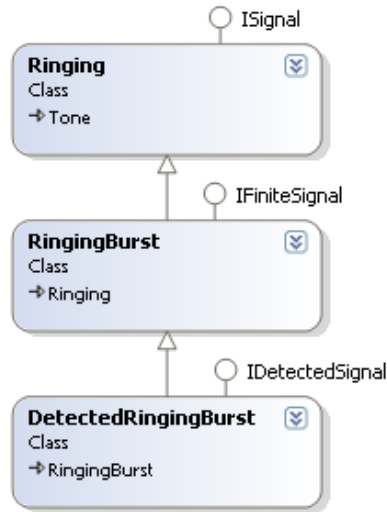 ISignal
Ringing
Class
Tone
IFiniteSignal
RingingBurst
Class
Ringing
IDetectedSignal
DetectedRingingBurst
Class
RingingBurst